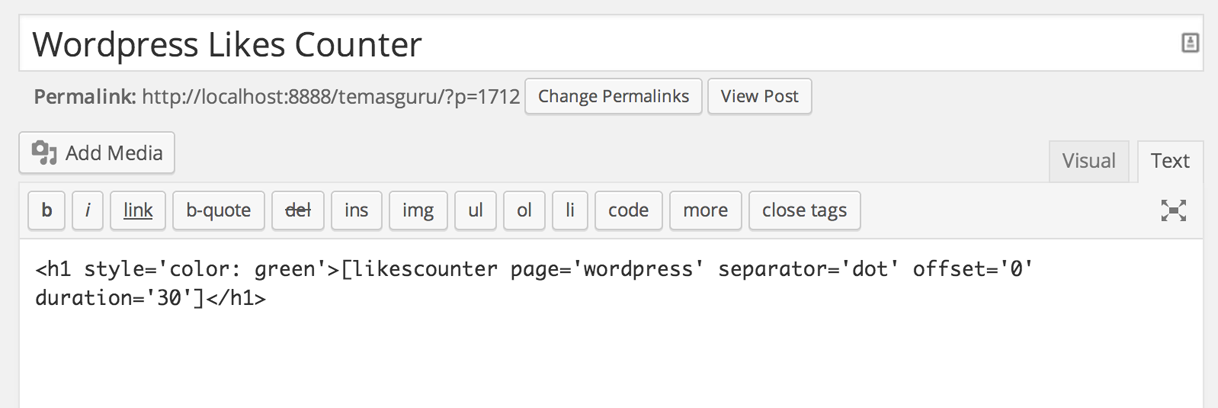 Wordpress Likes Counter
Permalink: http://localhost:8888/temasguru/?p=1712 Change Permalinks View Post
Add Media
Visual Text
b i link b-quote del ins img ul ol li code more close tags
<h1 style='color: green'>[likescounter page='wordpress' separator='dot' offset='0'
duration='30']</h1>